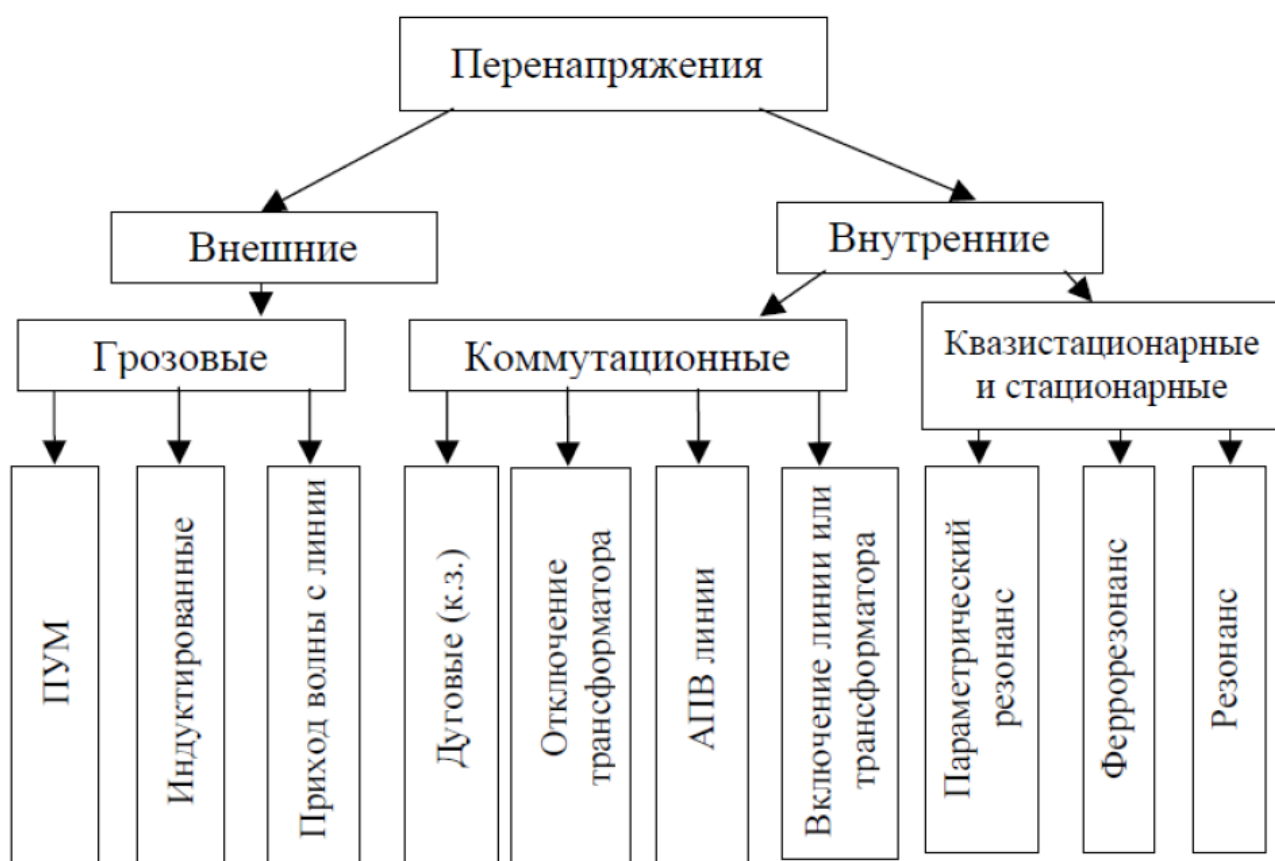 Перенапряжения
Внешние
Внутренние
Грозовые
Коммутационные
Квазистационарные
и стационарные
ПУМ
Индуктированные
Приход волны с линии
Дуговые (к.з.)
Отключение
трансформатора
АПВ линии
Включение линии или
трансформатора
Параметрический
резонанс
Феррорезонанс
Резонанс